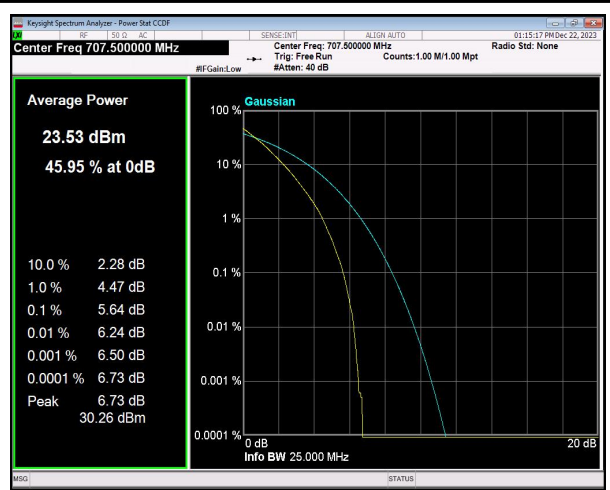 Keysight Spectrum Analyzer - Power Stat CCDF
RF 50 Ω AC SENSE:INT ALIGN AUTO 01:15:17 PM Dec 22, 2023
Center Freq 707.500000 MHz
Center Freq: 707.500000 MHz Radio Std: None
Trig: Free Run Counts:1.00 M/1.00 Mpt
#IFGain:Low #Atten: 40 dB
Average Power
23.53 dBm
45.95 % at 0dB
10.0 % 2.28 dB
1.0 % 4.47 dB
0.1 % 5.64 dB
0.01 % 6.24 dB
0.001 % 6.50 dB
0.0001 % 6.73 dB
Peak 6.73 dB
30.26 dBm
Gaussian
100 %
10 %
1 %
0.1 %
0.01 %
0.001 %
0.0001 %
0 dB 20 dB
Info BW 25.000 MHz
MSG STATUS